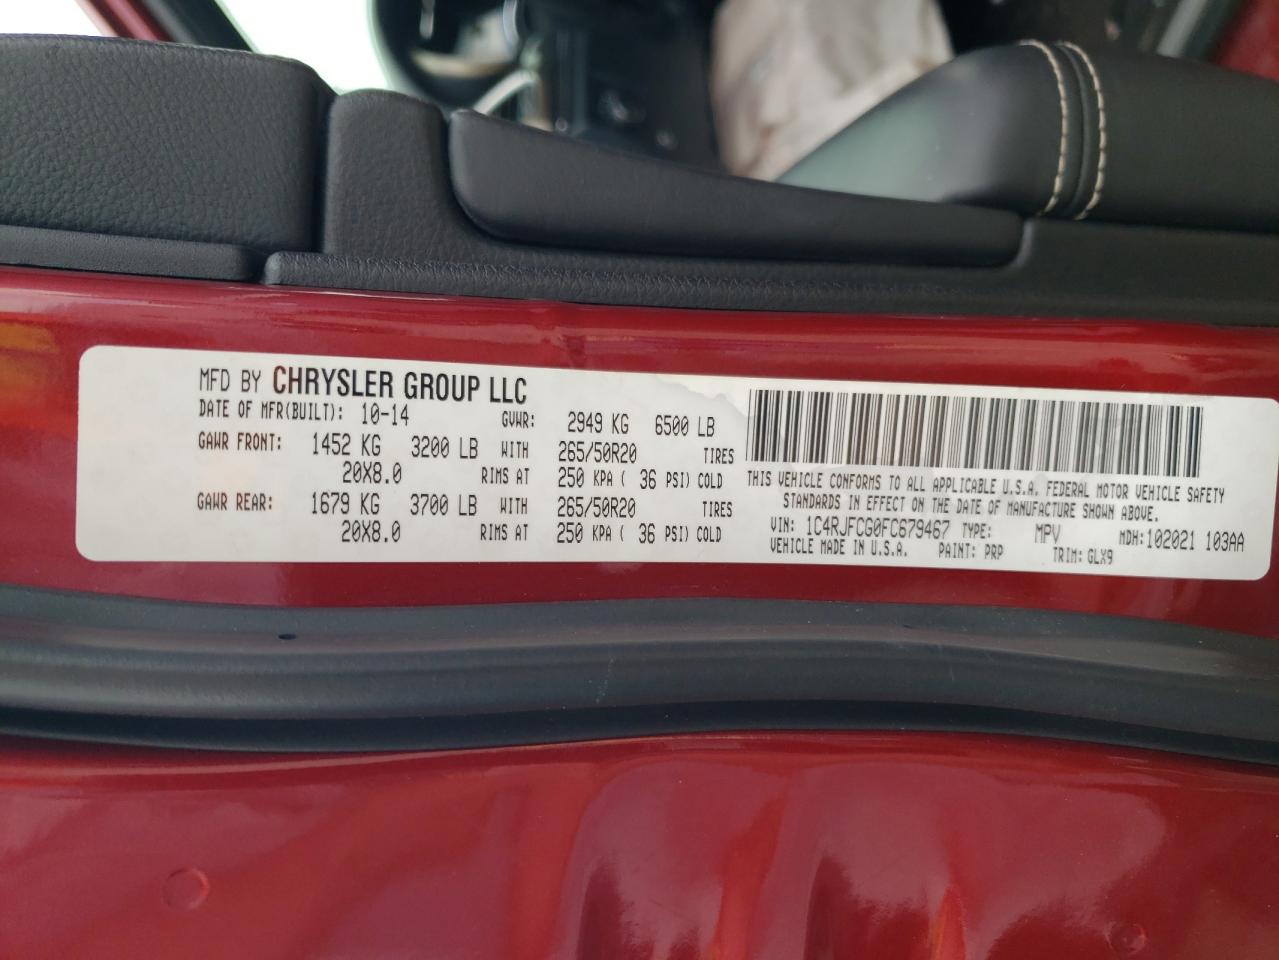 MFD BY CHRYSLER GROUP LLC
DATE OF MFR(BUILT): 10-14 GVWR: 2949 KG 6500 LB
GAWR FRONT: 1452 KG 3200 LB WITH 265/50R20 TIRES
20X8.0 RIMS AT 250 KPA ( 36 PSI) COLD
GAWR REAR: 1679 KG 3700 LB WITH 265/50R20 TIRES
20X8.0 RIMS AT 250 KPA ( 36 PSI) COLD
THIS VEHICLE CONFORMS TO ALL APPLICABLE U.S.A. FEDERAL MOTOR VEHICLE SAFETY
STANDARDS IN EFFECT ON THE DATE OF MANUFACTURE SHOWN ABOVE.
VIN: 1C4RJFCG0FC679467 TYPE: MPV MDH: 102021 103AA
VEHICLE MADE IN U.S.A. PAINT: PRP TRIM: GLX9